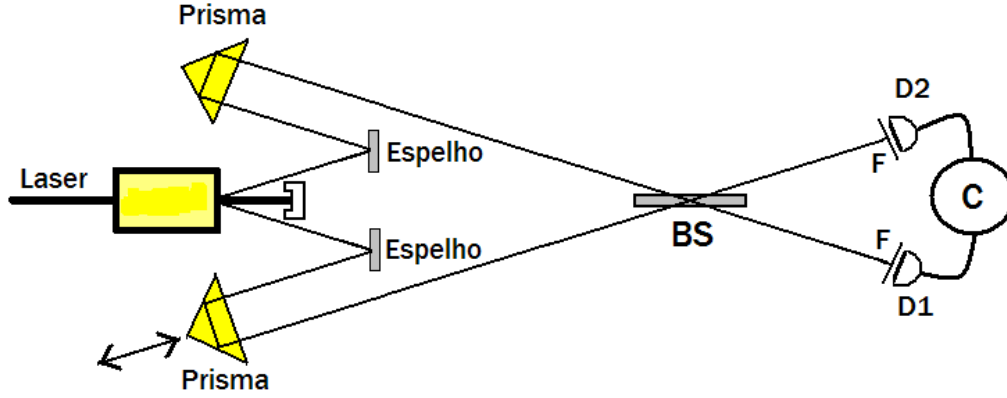 Prisma
D2
Espelho
F
Laser
C
BS
Espelho
F
D1
Prisma